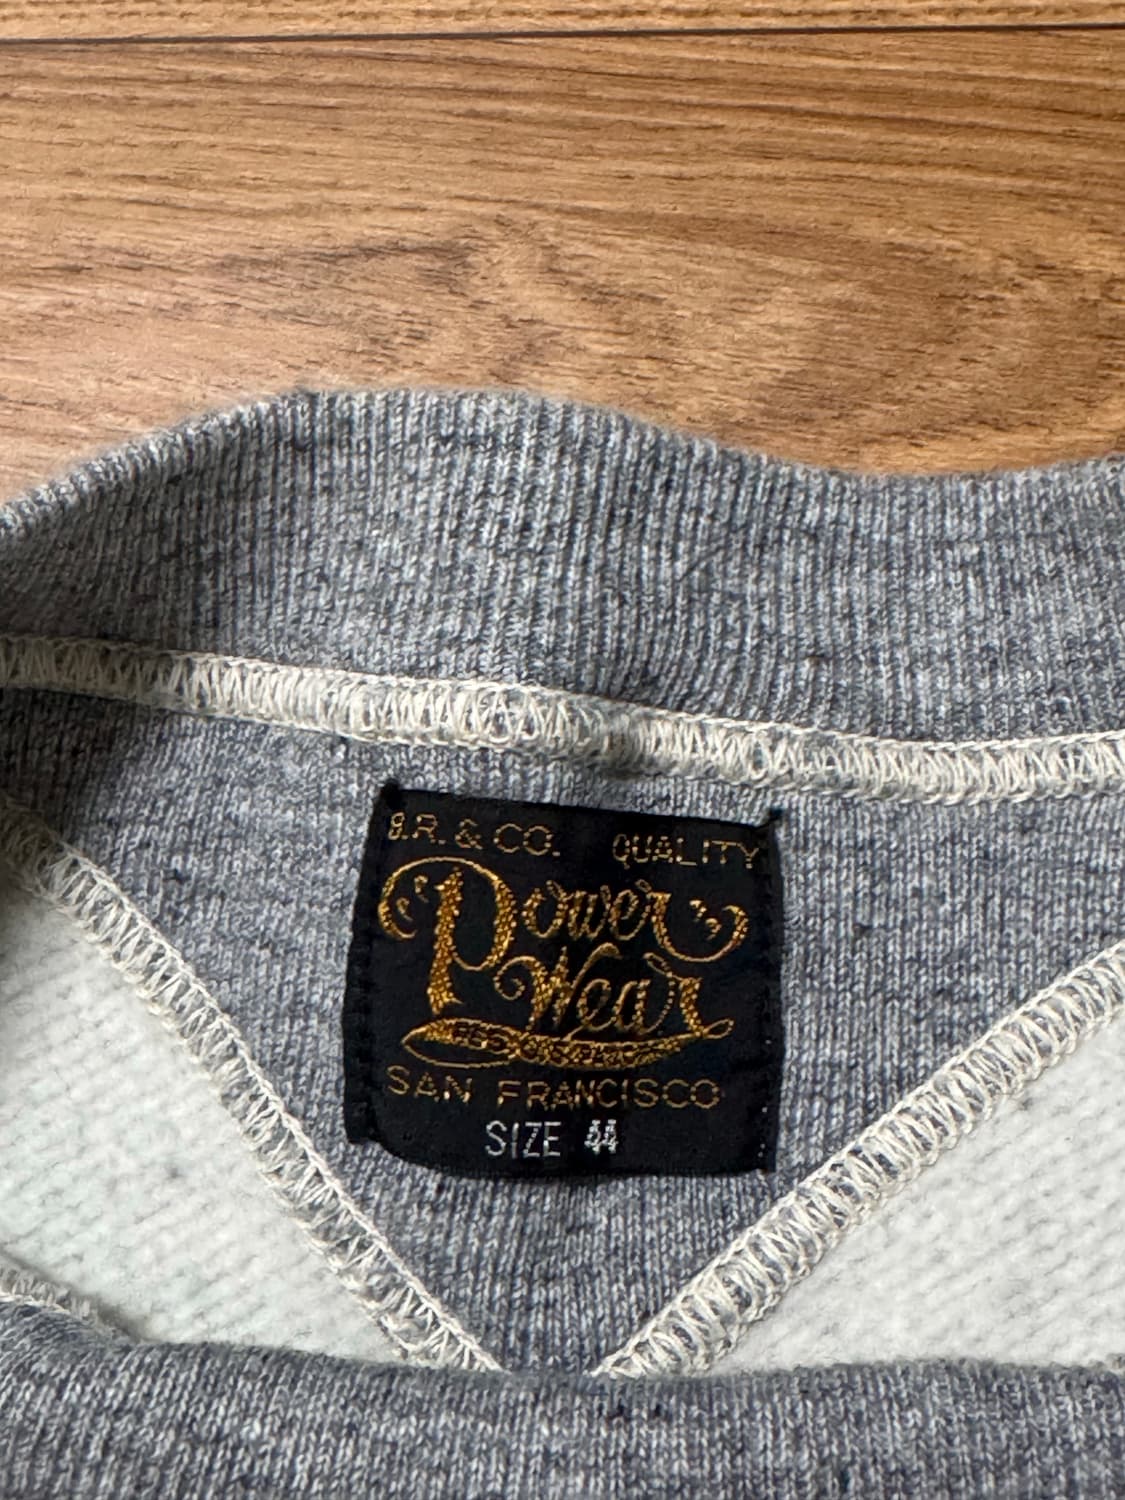 B.R. & CO. QUALITY
Power
Wear
SAN FRANCISCO
SIZE 44